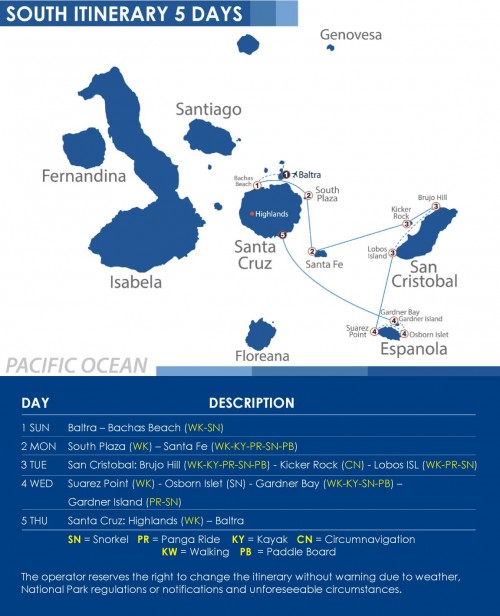 SOUTH ITINERARY 5 DAYS
Genovesa
Santiago
Fernandina
Bachas
Beach
1
1
Baltra
2
South
Plaza
Highlands
Santa
Cruz
5
2
Santa Fe
Isabela
Brujo Hill
3
Kicker
Rock
3
Lobos
Island
3
San
Cristobal
Gardner Bay
4
Gardner Island
Suarez
Point
4
4
Osborn Islet
Espanola
Floreana
PACIFIC OCEAN
DAY DESCRIPTION
1 SUN Baltra – Bachas Beach (WK-SN)
2 MON South Plaza (WK) – Santa Fe (WK-KY-PR-SN-PB)
3 TUE San Cristobal: Brujo Hill (WK-KY-PR-SN-PB) - Kicker Rock (CN) - Lobos ISL (WK-PR-SN)
4 WED Suarez Point (WK) - Osborn Islet (SN) - Gardner Bay (WK-KY-SN-PB) –
Gardner Island (PR-SN)
5 THU Santa Cruz: Highlands (WK) – Baltra
SN = Snorkel PR = Panga Ride KY = Kayak CN = Circumnavigation
KW = Walking PB = Paddle Board
The operator reserves the right to change the itinerary without warning due to weather,
National Park regulations or notifications and unforeseeable circumstances.